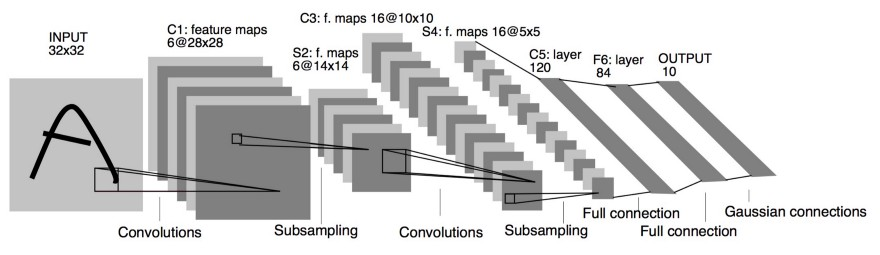 INPUT
32x32
C1: feature maps
6@28x28
S2: f. maps
6@14x14
C3: f. maps 16@10x10
S4: f. maps 16@5x5
C5: layer
120
F6: layer
84
OUTPUT
10
A
Convolutions
Subsampling
Convolutions
Subsampling
Full connection
Full connection
Gaussian connections